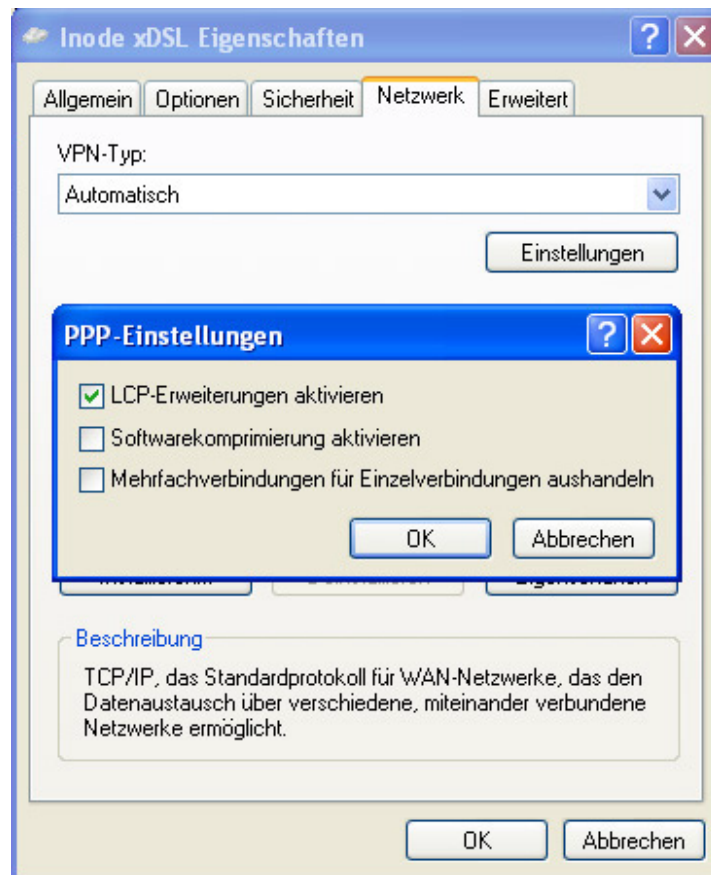 Inode xDSL Eigenschaften
Allgemein Optionen Sicherheit Netzwerk Erweitert
VPN-Typ:
Automatisch
Einstellungen
PPP-Einstellungen
LCP-Erweiterungen aktivieren
Softwarekomprimierung aktivieren
Mehrfachverbindungen für Einzelverbindungen aushandeln
OK Abbrechen
Beschreibung
TCP/IP, das Standardprotokoll für WAN-Netzwerke, das den
Datenaustausch über verschiedene, miteinander verbundene
Netzwerke ermöglicht.
OK Abbrechen